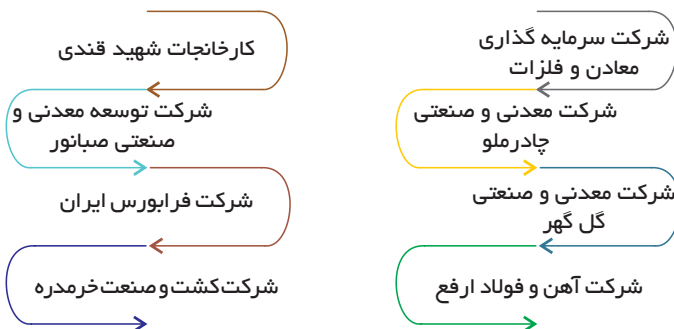 شرکت سرمایه گذاری
معادن و فلزات
شرکت معدنی و صنعتی
چادرملو
شرکت معدنی و صنعتی
گل گهر
شرکت آهن و فولاد ارفع
کارخانجات شهید قندی
شرکت توسعه معدنی و
صنعتی صبانور
شرکت فرابورس ایران
شرکت کشت و صنعت خرمدره